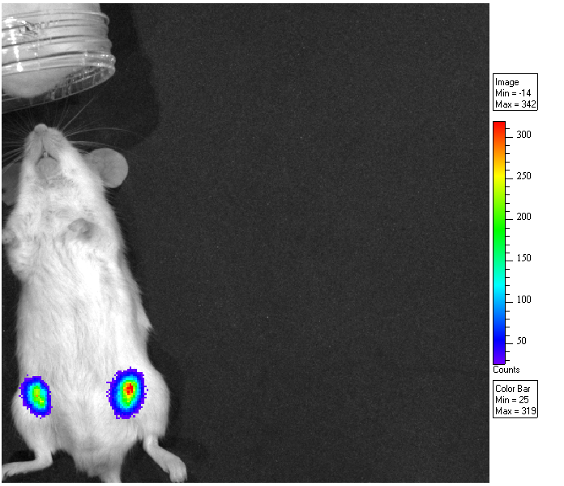 Image
Min = -14
Max = 342
300
250
200
150
100
50
Counts
Color Bar
Min = 25
Max = 319